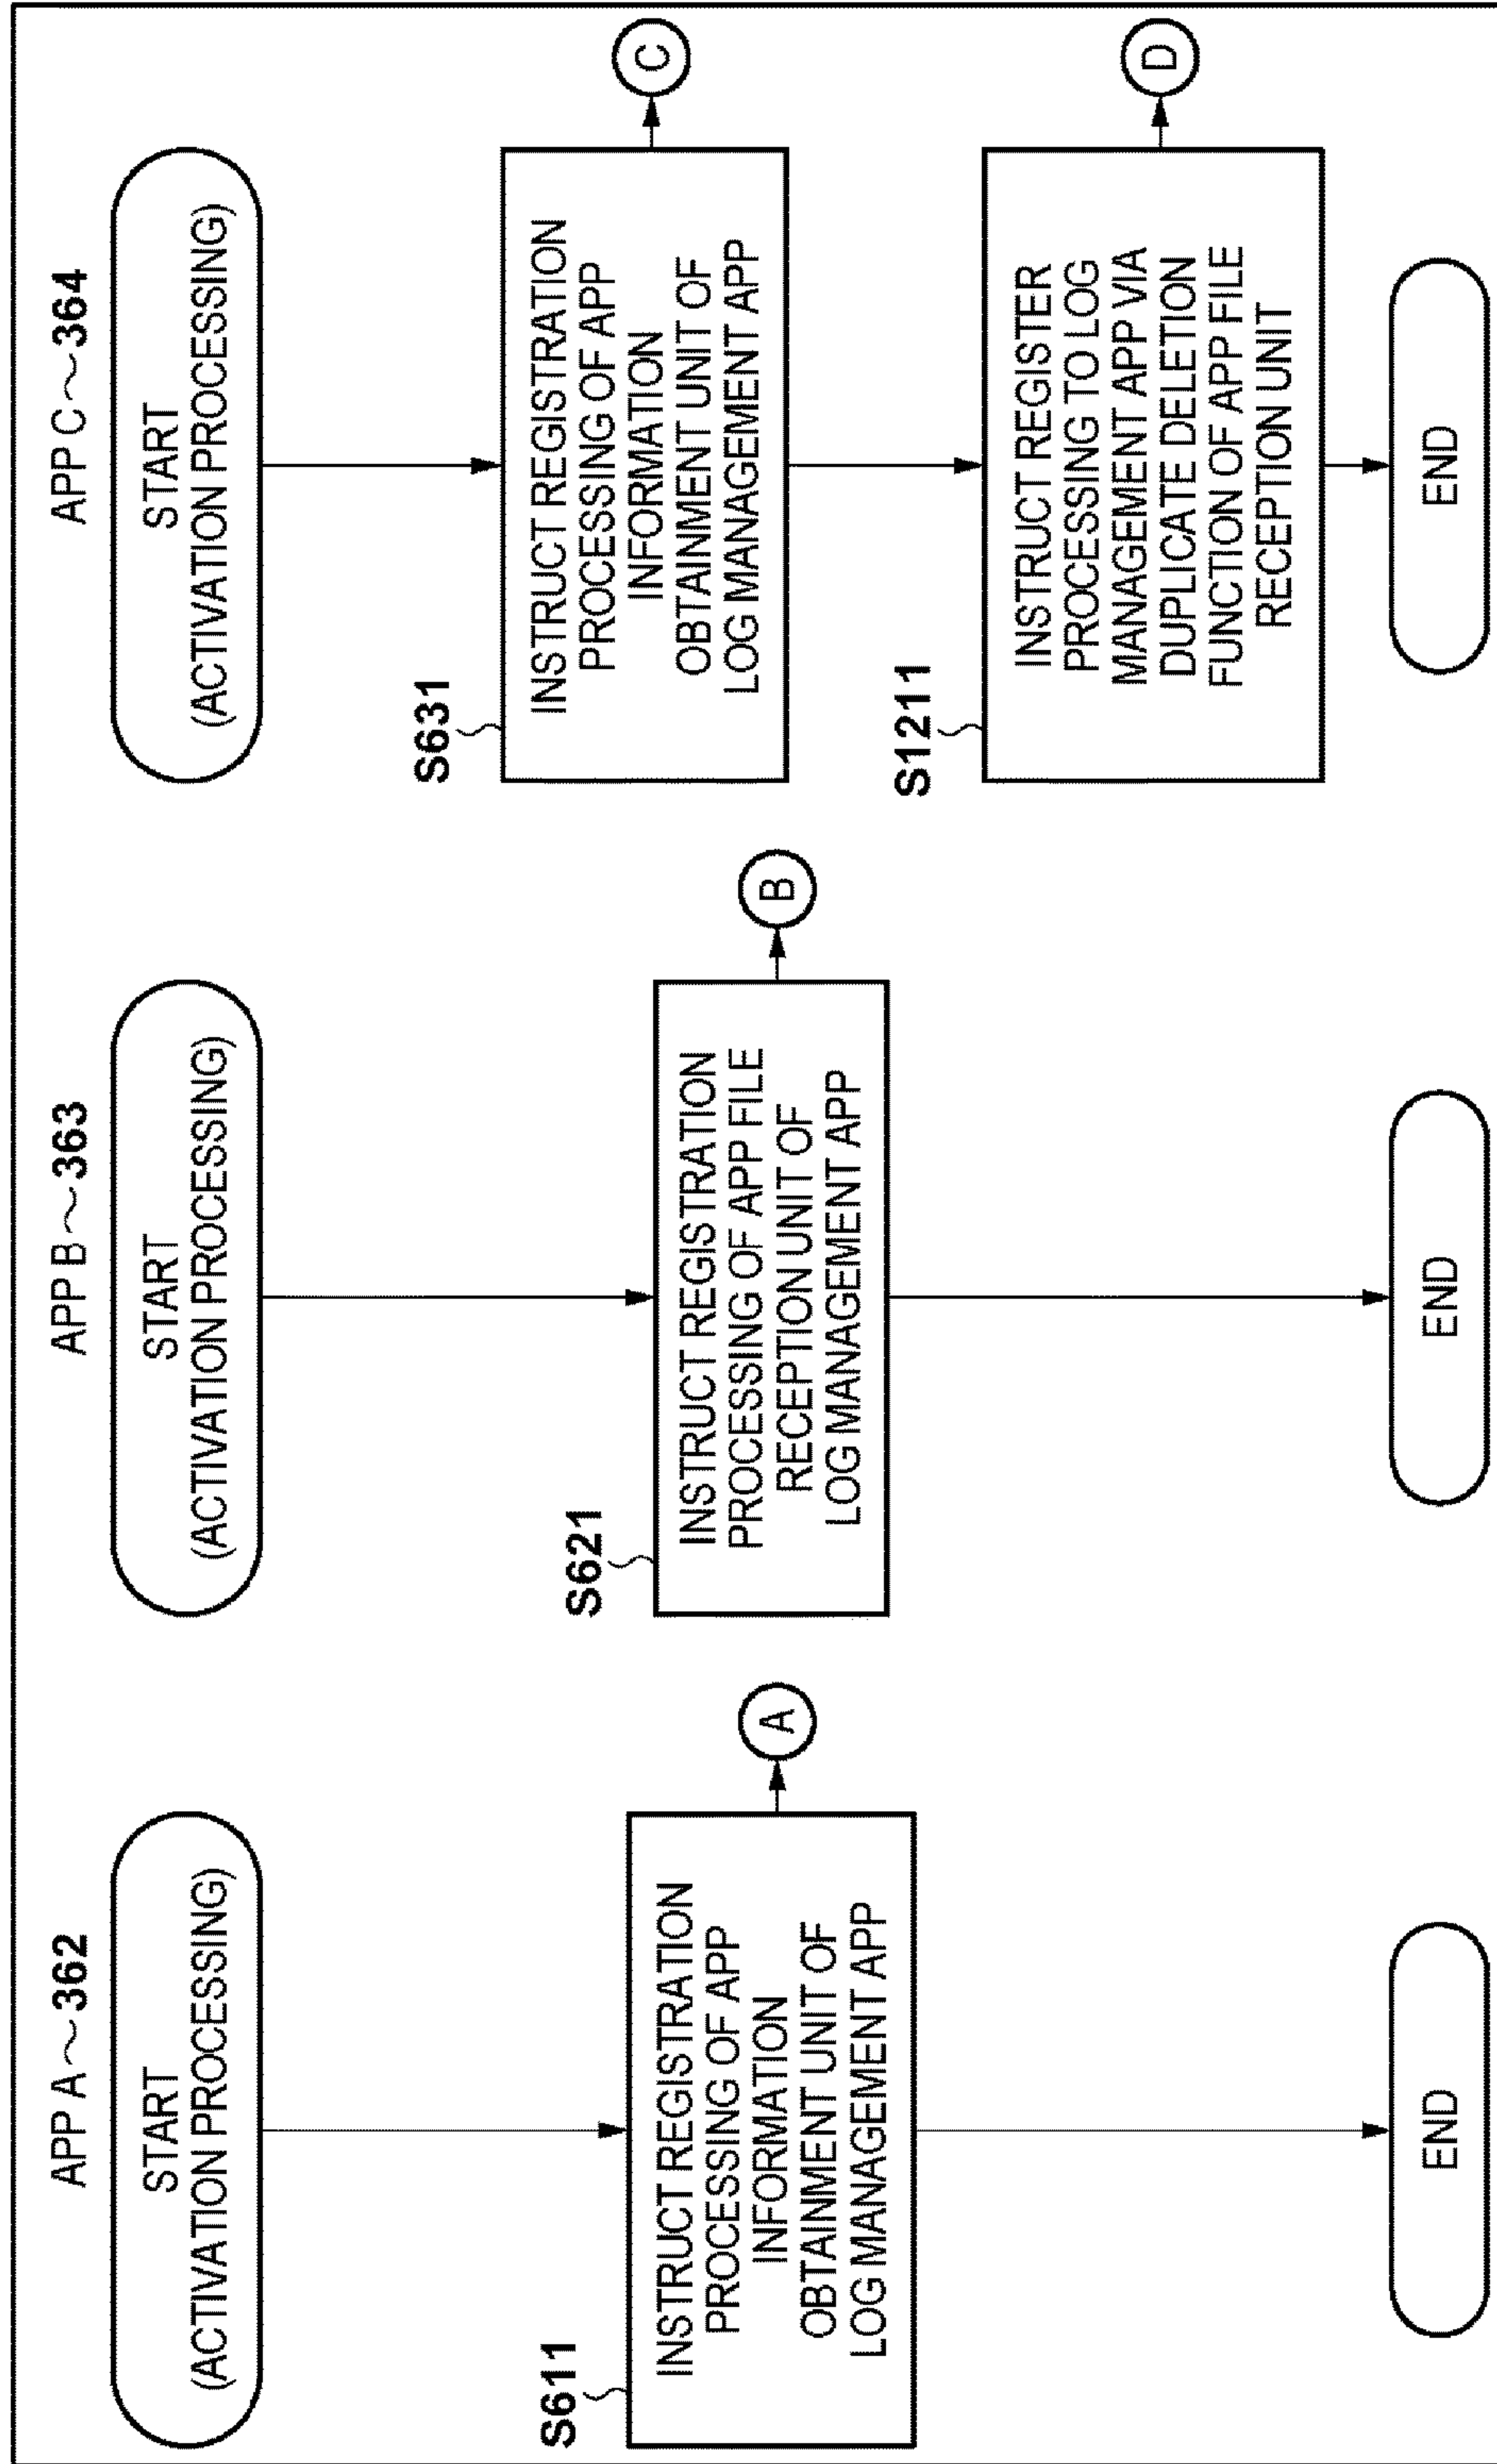 APP A~362
START
(ACTIVATION PROCESSING)
S611
INSTRUCT REGISTRATION
PROCESSING OF APP
INFORMATION
OBTAINMENT UNIT OF
LOG MANAGEMENT APP
A
END
APP B~363
START
(ACTIVATION PROCESSING)
S621
INSTRUCT REGISTRATION
PROCESSING OF APP FILE
RECEPTION UNIT OF
LOG MANAGEMENT APP
B
END
APP C~364
START
(ACTIVATION PROCESSING)
S631
INSTRUCT REGISTRATION
PROCESSING OF APP
INFORMATION
OBTAINMENT UNIT OF
LOG MANAGEMENT APP
C
S1211
INSTRUCT REGISTER
PROCESSING TO LOG
MANAGEMENT APP VIA
DUPLICATE DELETION
FUNCTION OF APP FILE
RECEPTION UNIT
D
END